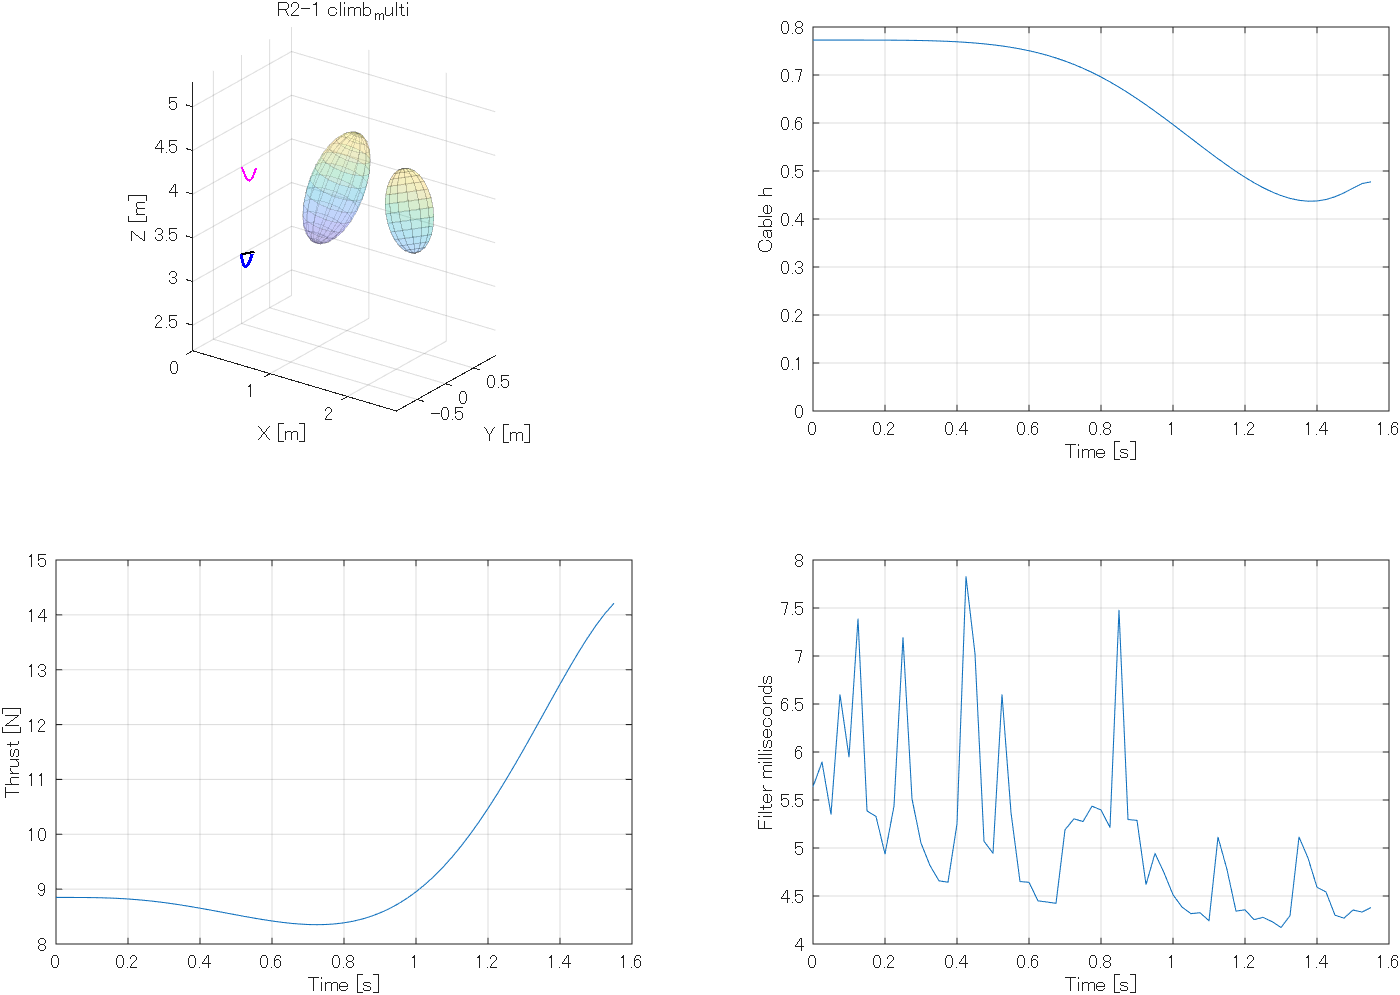 R2-1 climbmulti
5
4.5
4
3.5
3
2.5
Z [m]
0
1
2
X [m]
-0.5
0
0.5
Y [m]
0.8
0.7
0.6
0.5
0.4
0.3
0.2
0.1
0
Cable h
0 0.2 0.4 0.6 0.8 1 1.2 1.4 1.6
Time [s]
15
14
13
12
11
10
9
8
Thrust [N]
0 0.2 0.4 0.6 0.8 1 1.2 1.4 1.6
Time [s]
8
7.5
7
6.5
6
5.5
5
4.5
4
Filter milliseconds
0 0.2 0.4 0.6 0.8 1 1.2 1.4 1.6
Time [s]